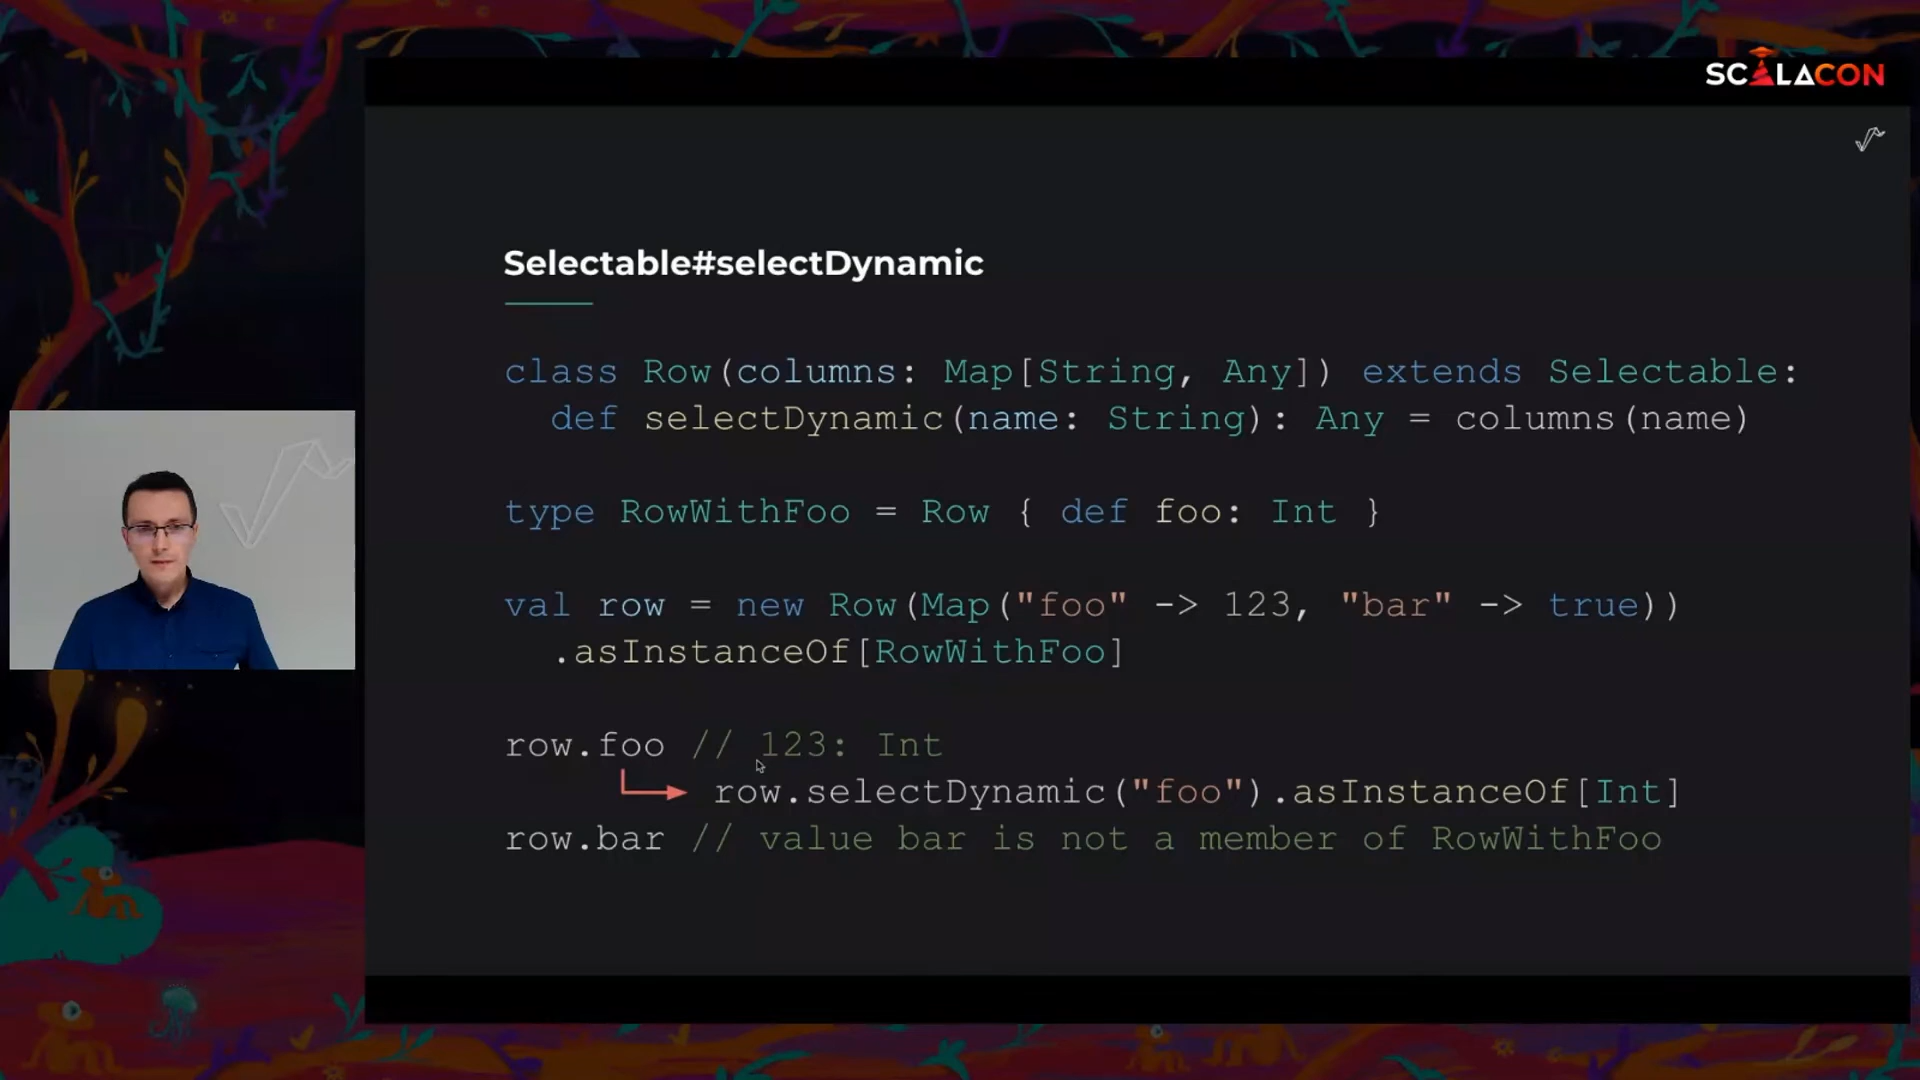 SCALACON
Selectable#selectDynamic
class Row(columns: Map[String, Any]) extends Selectable:
  def selectDynamic(name: String): Any = columns(name)
type RowWithFoo = Row { def foo: Int }
val row = new Row(Map("foo" -> 123, "bar" -> true))
  .asInstanceOf[RowWithFoo]
row.foo // 123: Int
row.selectDynamic("foo").asInstanceOf[Int]
row.bar // value bar is not a member of RowWithFoo